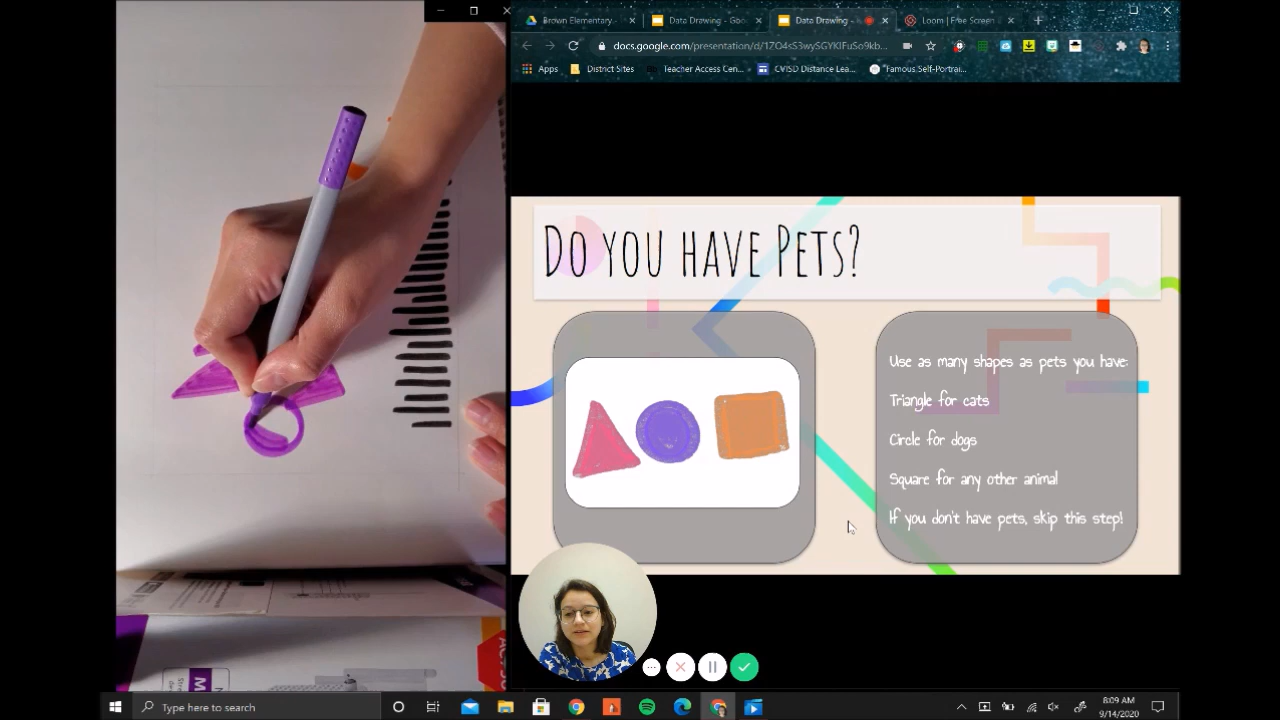 Brown Elementary
Data Drawing - Goo
Data Drawing -
Loom | Free Screen
docs.google.com/presentation/d/1ZO4sS3wySGYKlFuSo9kb...
Apps
District Sites
Teacher Access Cen...
CVISD Distance Lea...
"Famous Self-Portrai...
Do you have Pets?
Use as many shapes as pets you have:
Triangle for cats
Circle for dogs
Square for any other animal
If you don't have pets, skip this step!
Type here to search
8:09 AM
9/14/2020